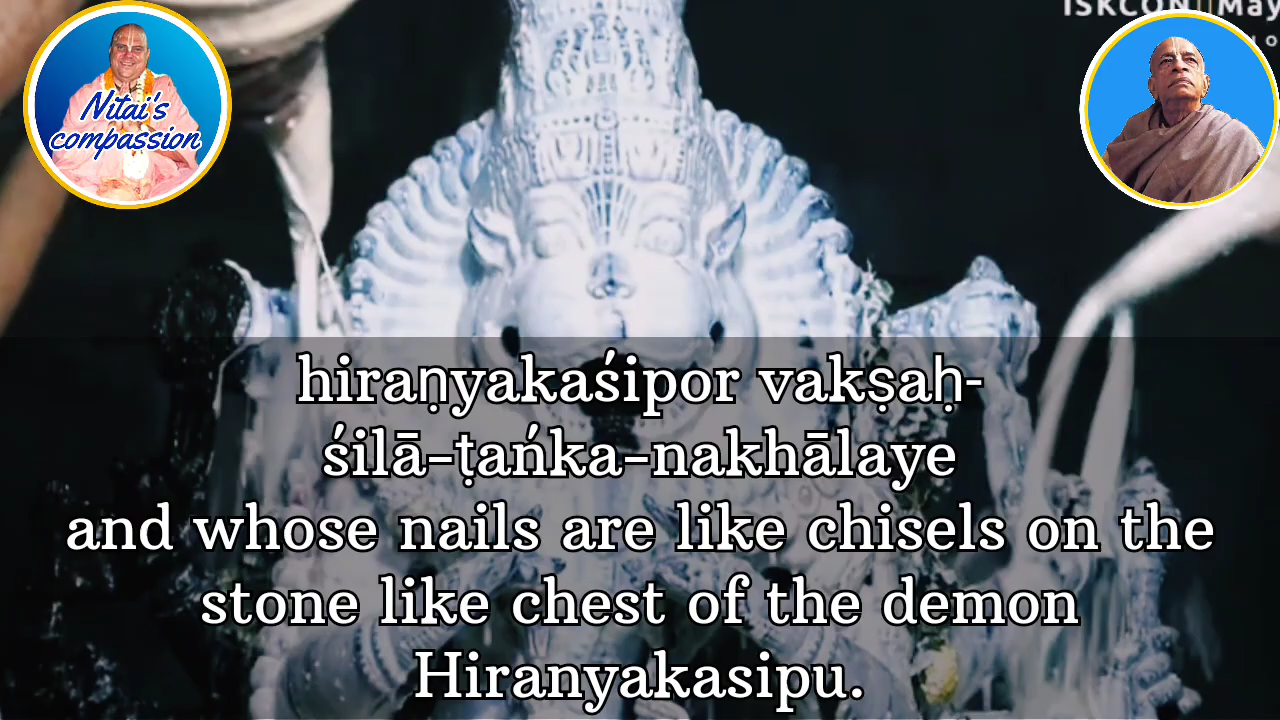 ISKCON May
Nitai's
compassion
hiraṇyakaśipor vakṣaḥ-
śilā-ṭańka-nakhālaye
and whose nails are like chisels on the
stone like chest of the demon
Hiranyakasipu.